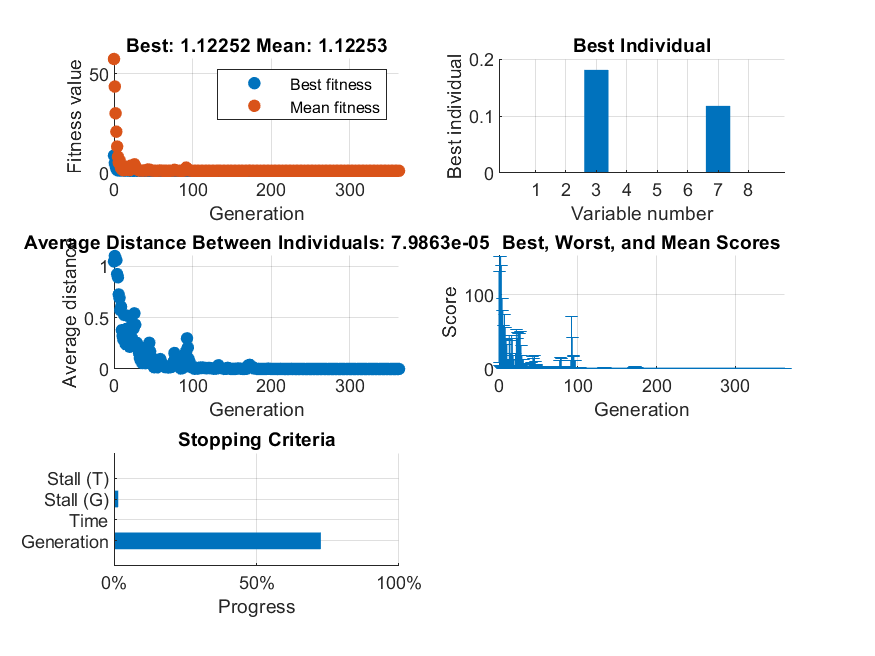 Best: 1.12252 Mean: 1.12253
Fitness value
50
0
Best fitness
Mean fitness
0 100 200 300
Generation
Best Individual
Best individual
0.2
0.1
0
1 2 3 4 5 6 7 8
Variable number
Average Distance Between Individuals: 7.9863e-05
Average distance
1
0.5
0
0 100 200 300
Generation
Best, Worst, and Mean Scores
Score
100
0
0 100 200 300
Generation
Stopping Criteria
Stall (T)
Stall (G)
Time
Generation
0% 50% 100%
Progress